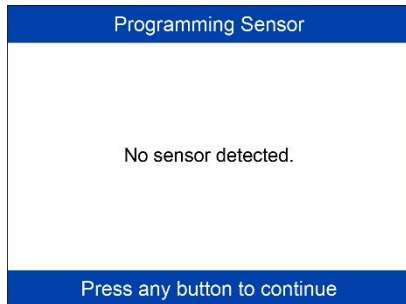 Programming Sensor
No sensor detected.
Press any button to continue